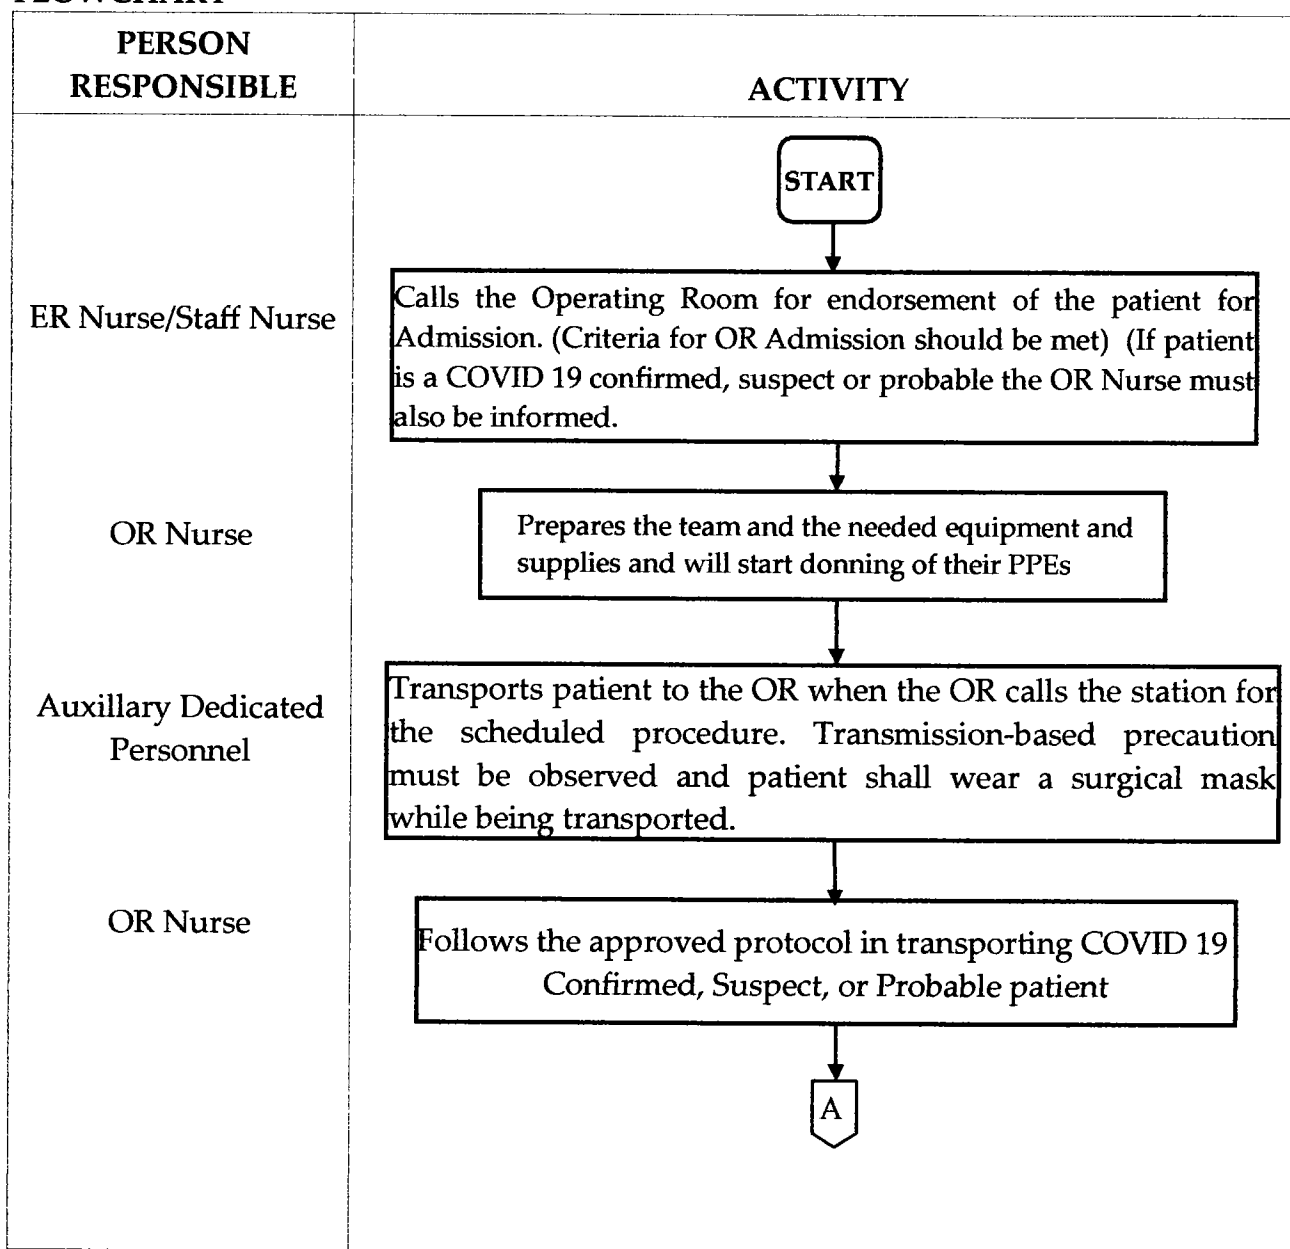 FLOWCHART
PERSON
RESPONSIBLE
ACTIVITY
START
ER Nurse/Staff Nurse
Calls the Operating Room for endorsement of the patient for
Admission. (Criteria for OR Admission should be met) (If patient
is a COVID 19 confirmed, suspect or probable the OR Nurse must
also be informed.
OR Nurse
Prepares the team and the needed equipment and
supplies and will start donning of their PPEs
Auxillary Dedicated
Personnel
Transports patient to the OR when the OR calls the station for
the scheduled procedure. Transmission-based precaution
must be observed and patient shall wear a surgical mask
while being transported.
OR Nurse
Follows the approved protocol in transporting COVID 19
Confirmed, Suspect, or Probable patient
A